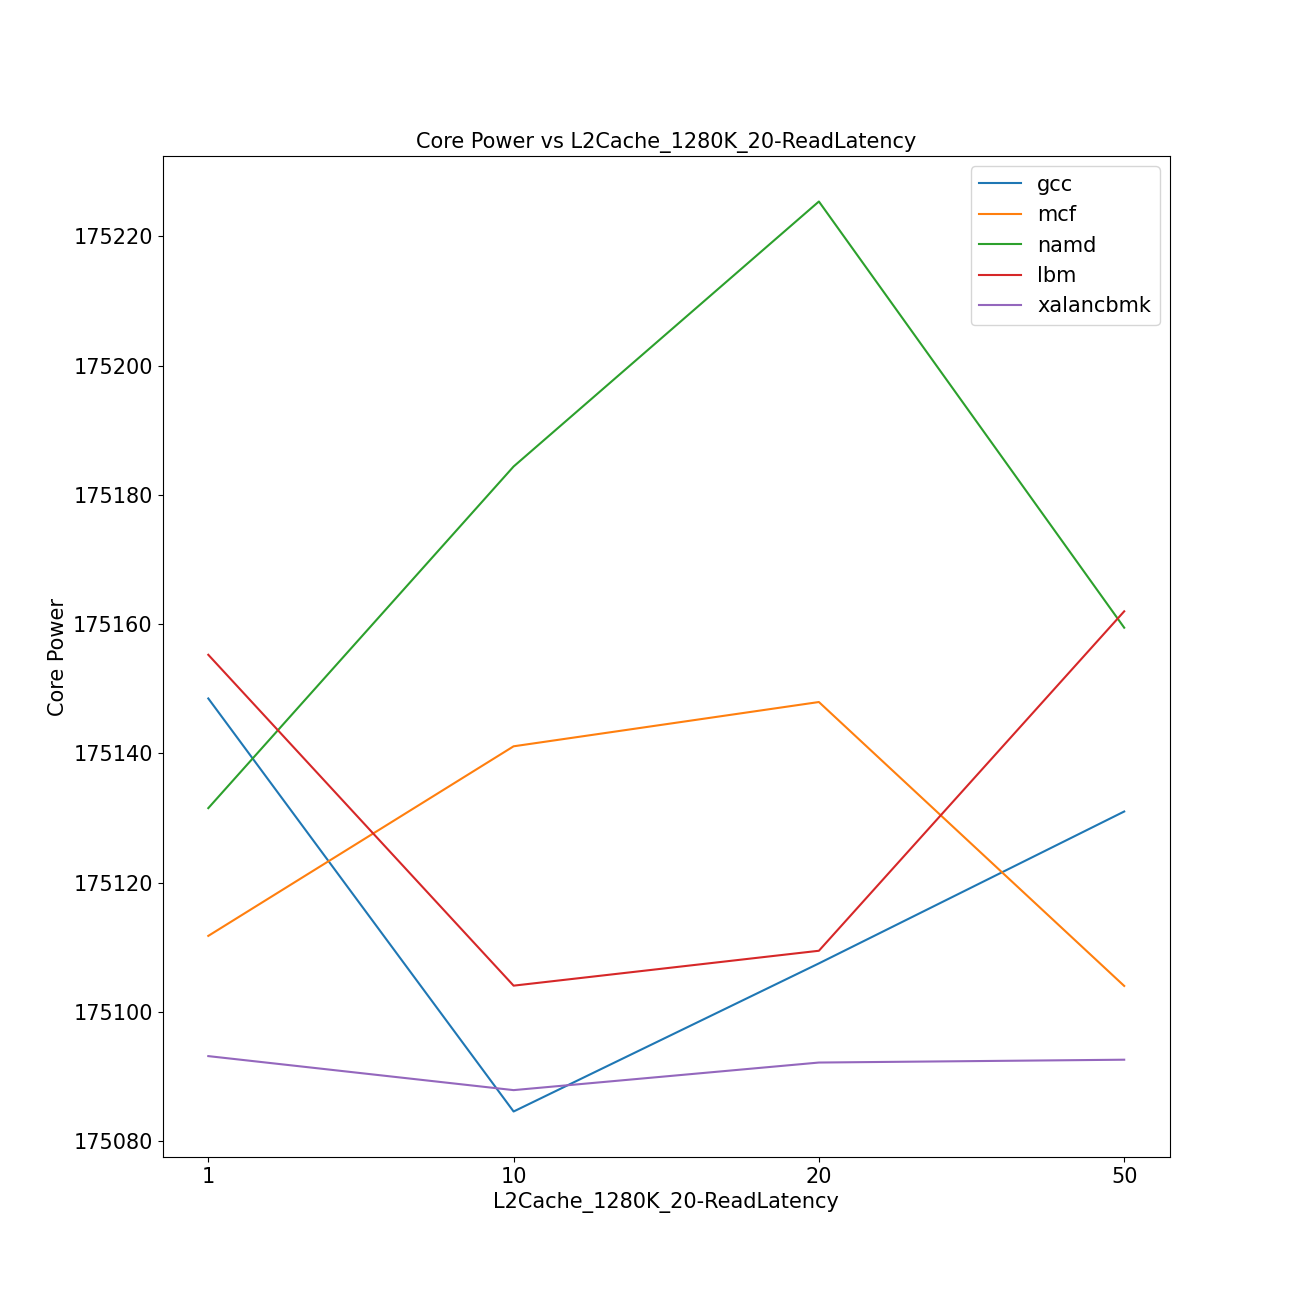 Core Power vs L2Cache_1280K_20-ReadLatency
gcc
mcf
namd
lbm
xalancbmk
175220
175200
175180
175160
175140
175120
175100
175080
Core Power
1 10 20 50
L2Cache_1280K_20-ReadLatency